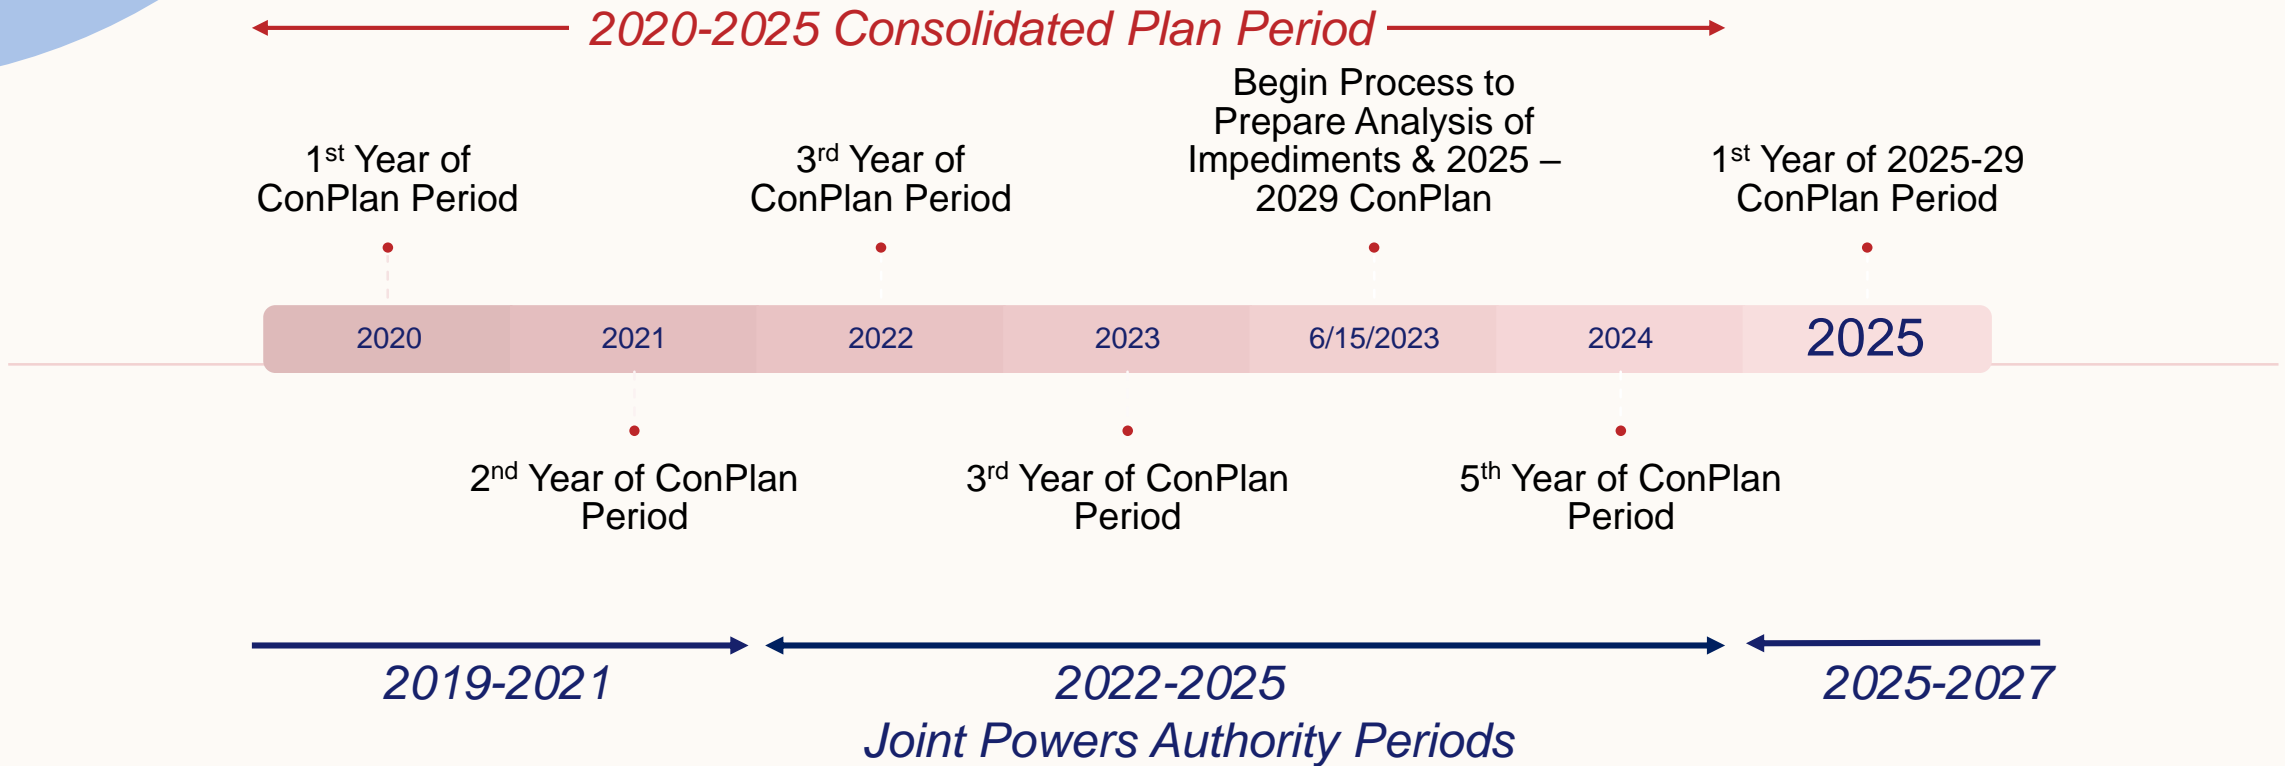 2020-2025 Consolidated Plan Period
1st Year of
ConPlan Period
3rd Year of
ConPlan Period
Begin Process to
Prepare Analysis of
Impediments & 2025 –
2029 ConPlan
1st Year of 2025-29
ConPlan Period
2020
2021
2022
2023
6/15/2023
2024
2025
2nd Year of ConPlan
Period
3rd Year of ConPlan
Period
5th Year of ConPlan
Period
2019-2021
2022-2025
2025-2027
Joint Powers Authority Periods